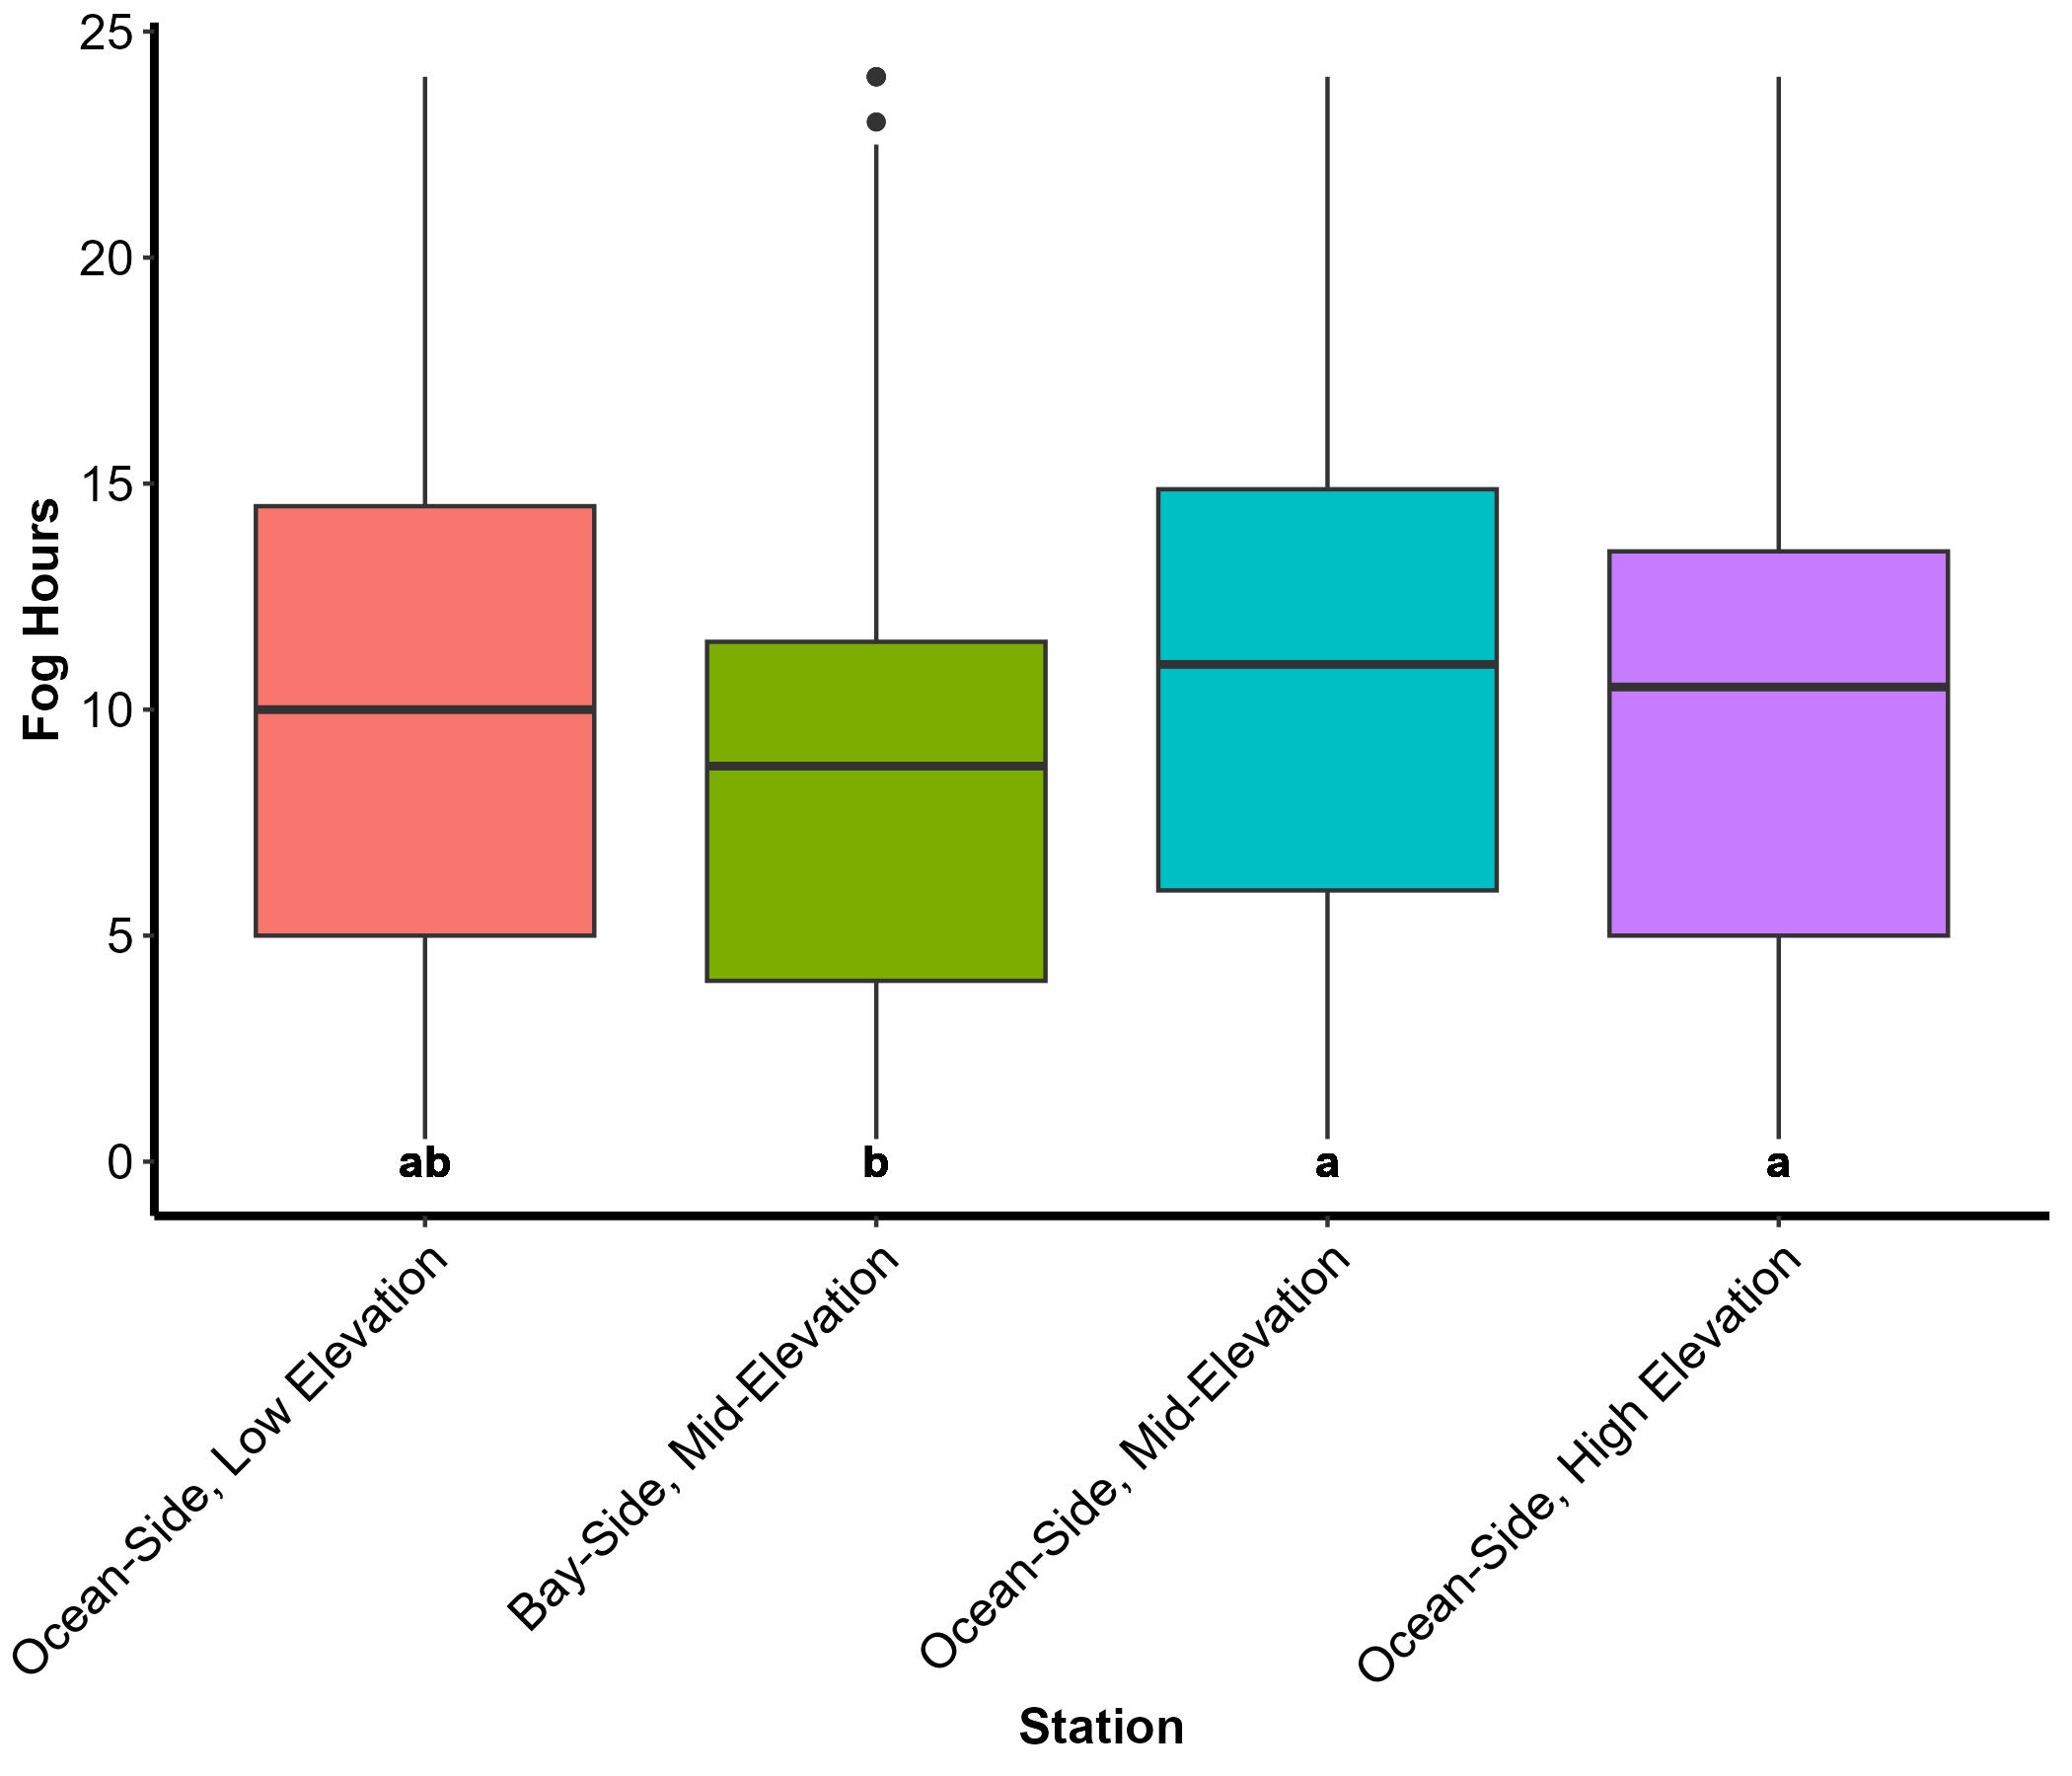 25
20
15
10
5
0
Fog Hours
ab
b
a
a
Ocean-Side, Low Elevation
Bay-Side, Mid-Elevation
Ocean-Side, Mid-Elevation
Ocean-Side, High Elevation
Station